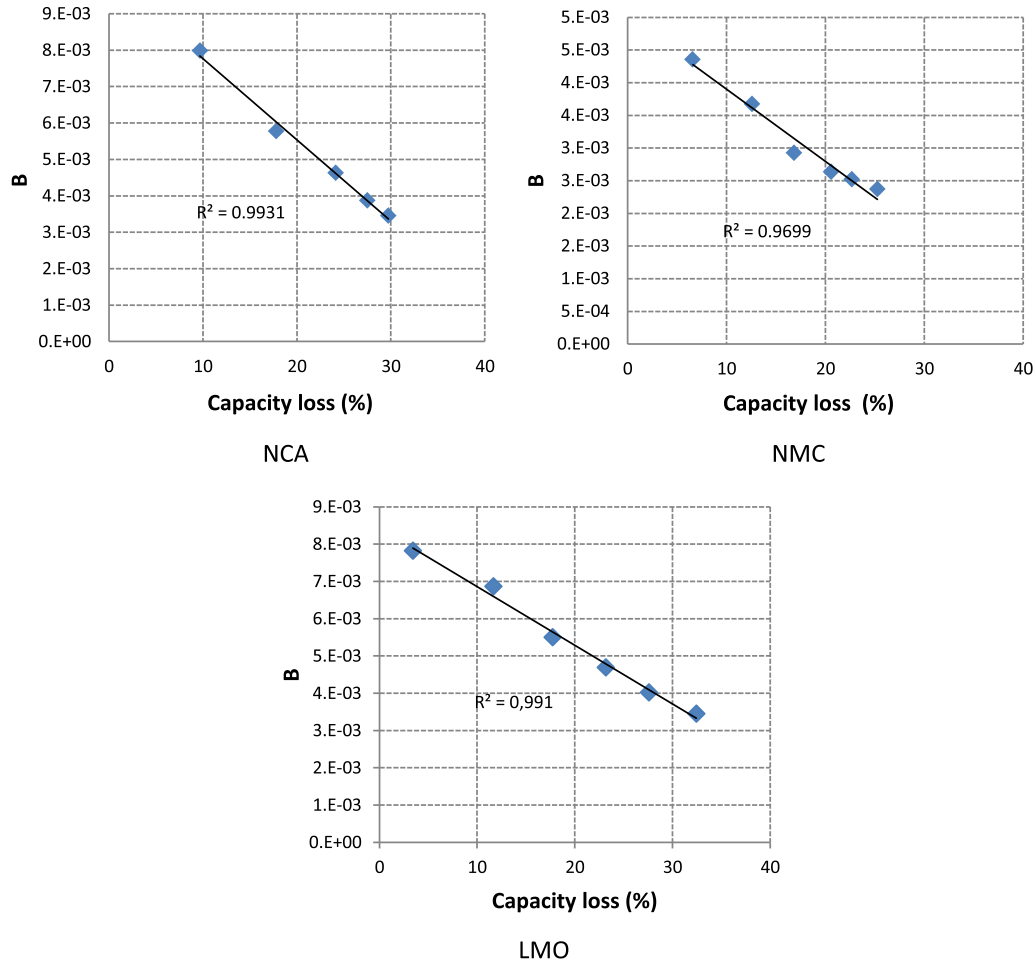 9.E-03
8.E-03
7.E-03
6.E-03
5.E-03
4.E-03
3.E-03
2.E-03
1.E-03
0.E+00
B
R² = 0.9931
0 10 20 30 40
Capacity loss (%)
NCA
5.E-03
5.E-03
4.E-03
4.E-03
3.E-03
3.E-03
2.E-03
2.E-03
1.E-03
5.E-04
0.E+00
B
R² = 0.9699
0 10 20 30 40
Capacity loss (%)
NMC
9.E-03
8.E-03
7.E-03
6.E-03
5.E-03
4.E-03
3.E-03
2.E-03
1.E-03
0.E+00
B
R² = 0,991
0 10 20 30 40
Capacity loss (%)
LMO